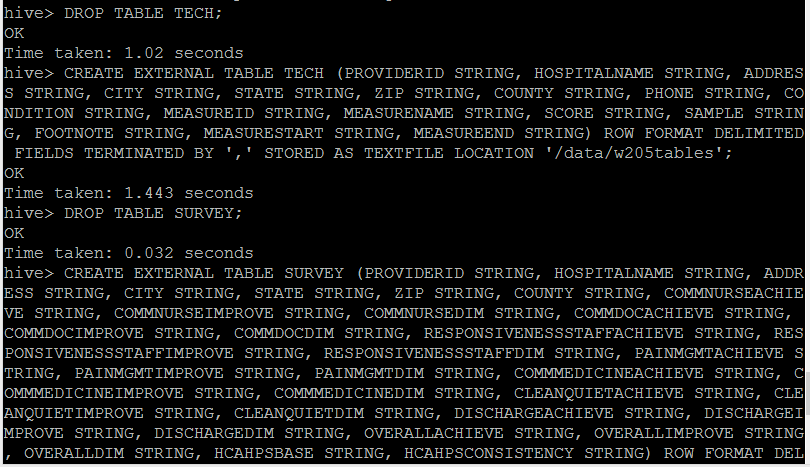 hive> DROP TABLE TECH;
OK
Time taken: 1.02 seconds
hive> CREATE EXTERNAL TABLE TECH (PROVIDERID STRING, HOSPITALNAME STRING, ADDRES
S STRING, CITY STRING, STATE STRING, ZIP STRING, COUNTY STRING, PHONE STRING, CO
NDITION STRING, MEASUREID STRING, MEASURENAME STRING, SCORE STRING, SAMPLE STRIN
G, FOOTNOTE STRING, MEASURESTART STRING, MEASUREEND STRING) ROW FORMAT DELIMITED
 FIELDS TERMINATED BY ',' STORED AS TEXTFILE LOCATION '/data/w205tables';
OK
Time taken: 1.443 seconds
hive> DROP TABLE SURVEY;
OK
Time taken: 0.032 seconds
hive> CREATE EXTERNAL TABLE SURVEY (PROVIDERID STRING, HOSPITALNAME STRING, ADDR
ESS STRING, CITY STRING, STATE STRING, ZIP STRING, COUNTY STRING, COMMNURSEACHIE
VE STRING, COMMNURSEIMPROVE STRING, COMMNURSEDIM STRING, COMMDOCACHIEVE STRING,
COMMDOCIMPROVE STRING, COMMDOCDIM STRING, RESPONSIVENESSSTAFFACHIEVE STRING, RES
PONSIVENESSSTAFFIMPROVE STRING, RESPONSIVENESSSTAFFDIM STRING, PAINMGMTACHIEVE S
TRING, PAINMGMTIMPROVE STRING, PAINMGMTDIM STRING, COMMMEDICINEACHIEVE STRING, C
OMMMEDICINEIMPROVE STRING, COMMMEDICINEDIM STRING, CLEANQUIETACHIEVE STRING, CLE
ANQUIETIMPROVE STRING, CLEANQUIETDIM STRING, DISCHARGEACHIEVE STRING, DISCHARGEI
MPROVE STRING, DISCHARGEDIM STRING, OVERALLACHIEVE STRING, OVERALLIMPROVE STRING
, OVERALLDIM STRING, HCAHPSBASE STRING, HCAHPSCONSISTENCY STRING) ROW FORMAT DEL